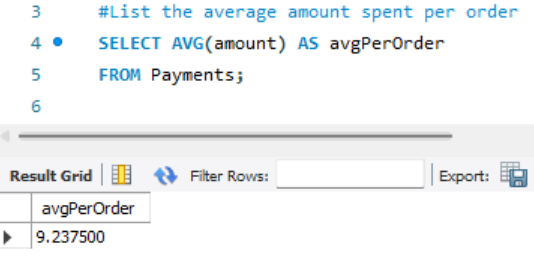 3 #List the average amount spent per order
4 SELECT AVG(amount) AS avgPerOrder
5 FROM Payments;
6
Result Grid Filter Rows: Export:
avgPerOrder
9.237500